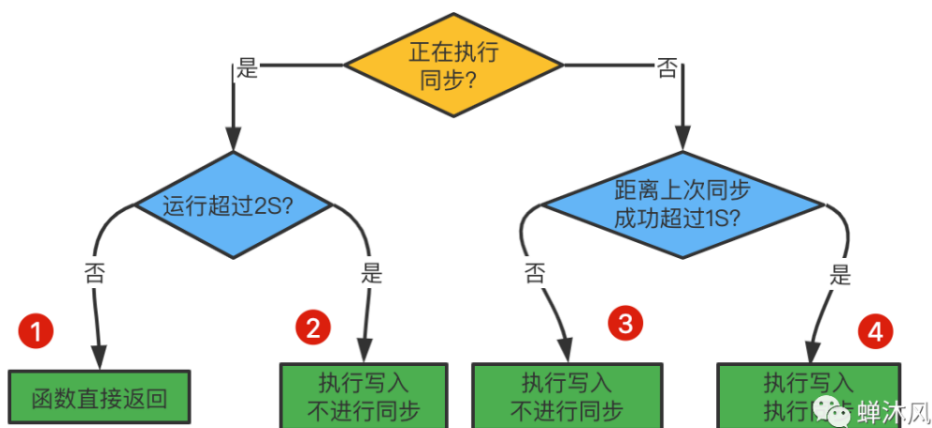 正在执行
同步?
是
否
运行超过2S?
距离上次同步
成功超过1S?
否
是
否
是
1
2
3
4
函数直接返回
执行写入
不进行同步
执行写入
不进行同步
执行写入
执行同步
蝉沐风